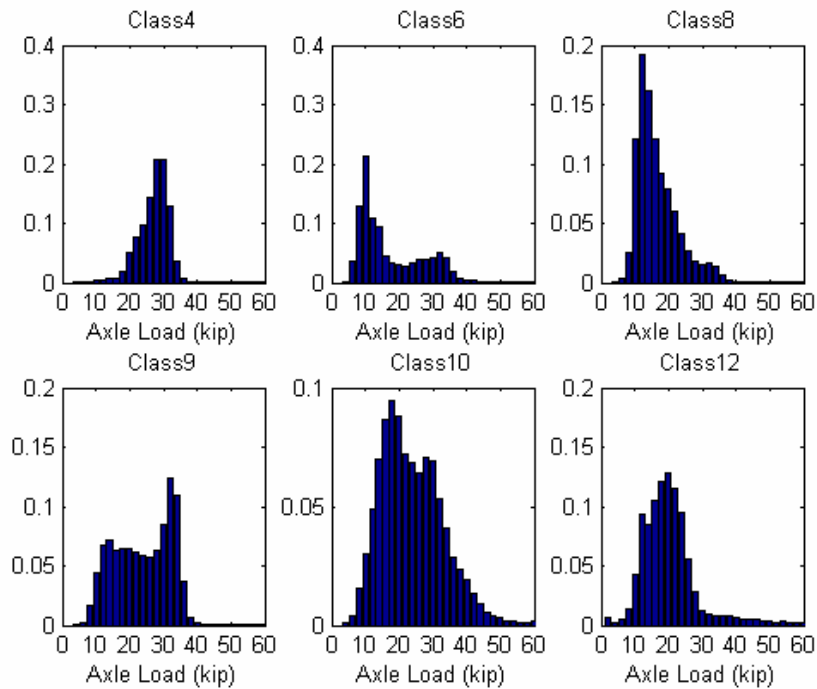 Class4 Class6 Class8
0.4 0.4 0.2
0.3 0.3 0.15
0.2 0.2 0.1
0.1 0.1 0.05
0 0 0
0 10 20 30 40 50 60 0 10 20 30 40 50 60 0 10 20 30 40 50 60
Axle Load (kip) Axle Load (kip) Axle Load (kip)
Class9 Class10 Class12
0.2 0.1 0.2
0.15 0.15
0.1 0.05 0.1
0.05 0.05
0 0 0
0 10 20 30 40 50 60 0 10 20 30 40 50 60 0 10 20 30 40 50 60
Axle Load (kip) Axle Load (kip) Axle Load (kip)